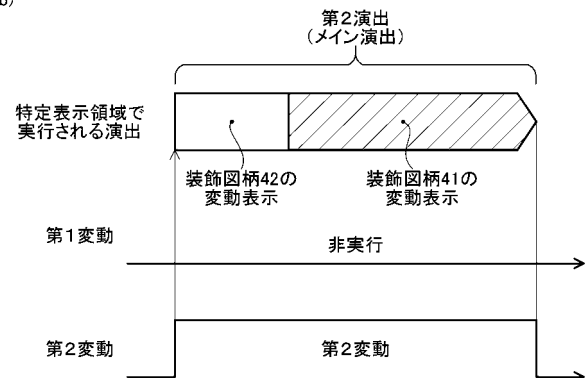 b)
第2演出
(メイン演出)
特定表示領域で
実行される演出
装飾図柄42の
変動表示
装飾図柄41の
変動表示
第1変動
非実行
第2変動
第2変動